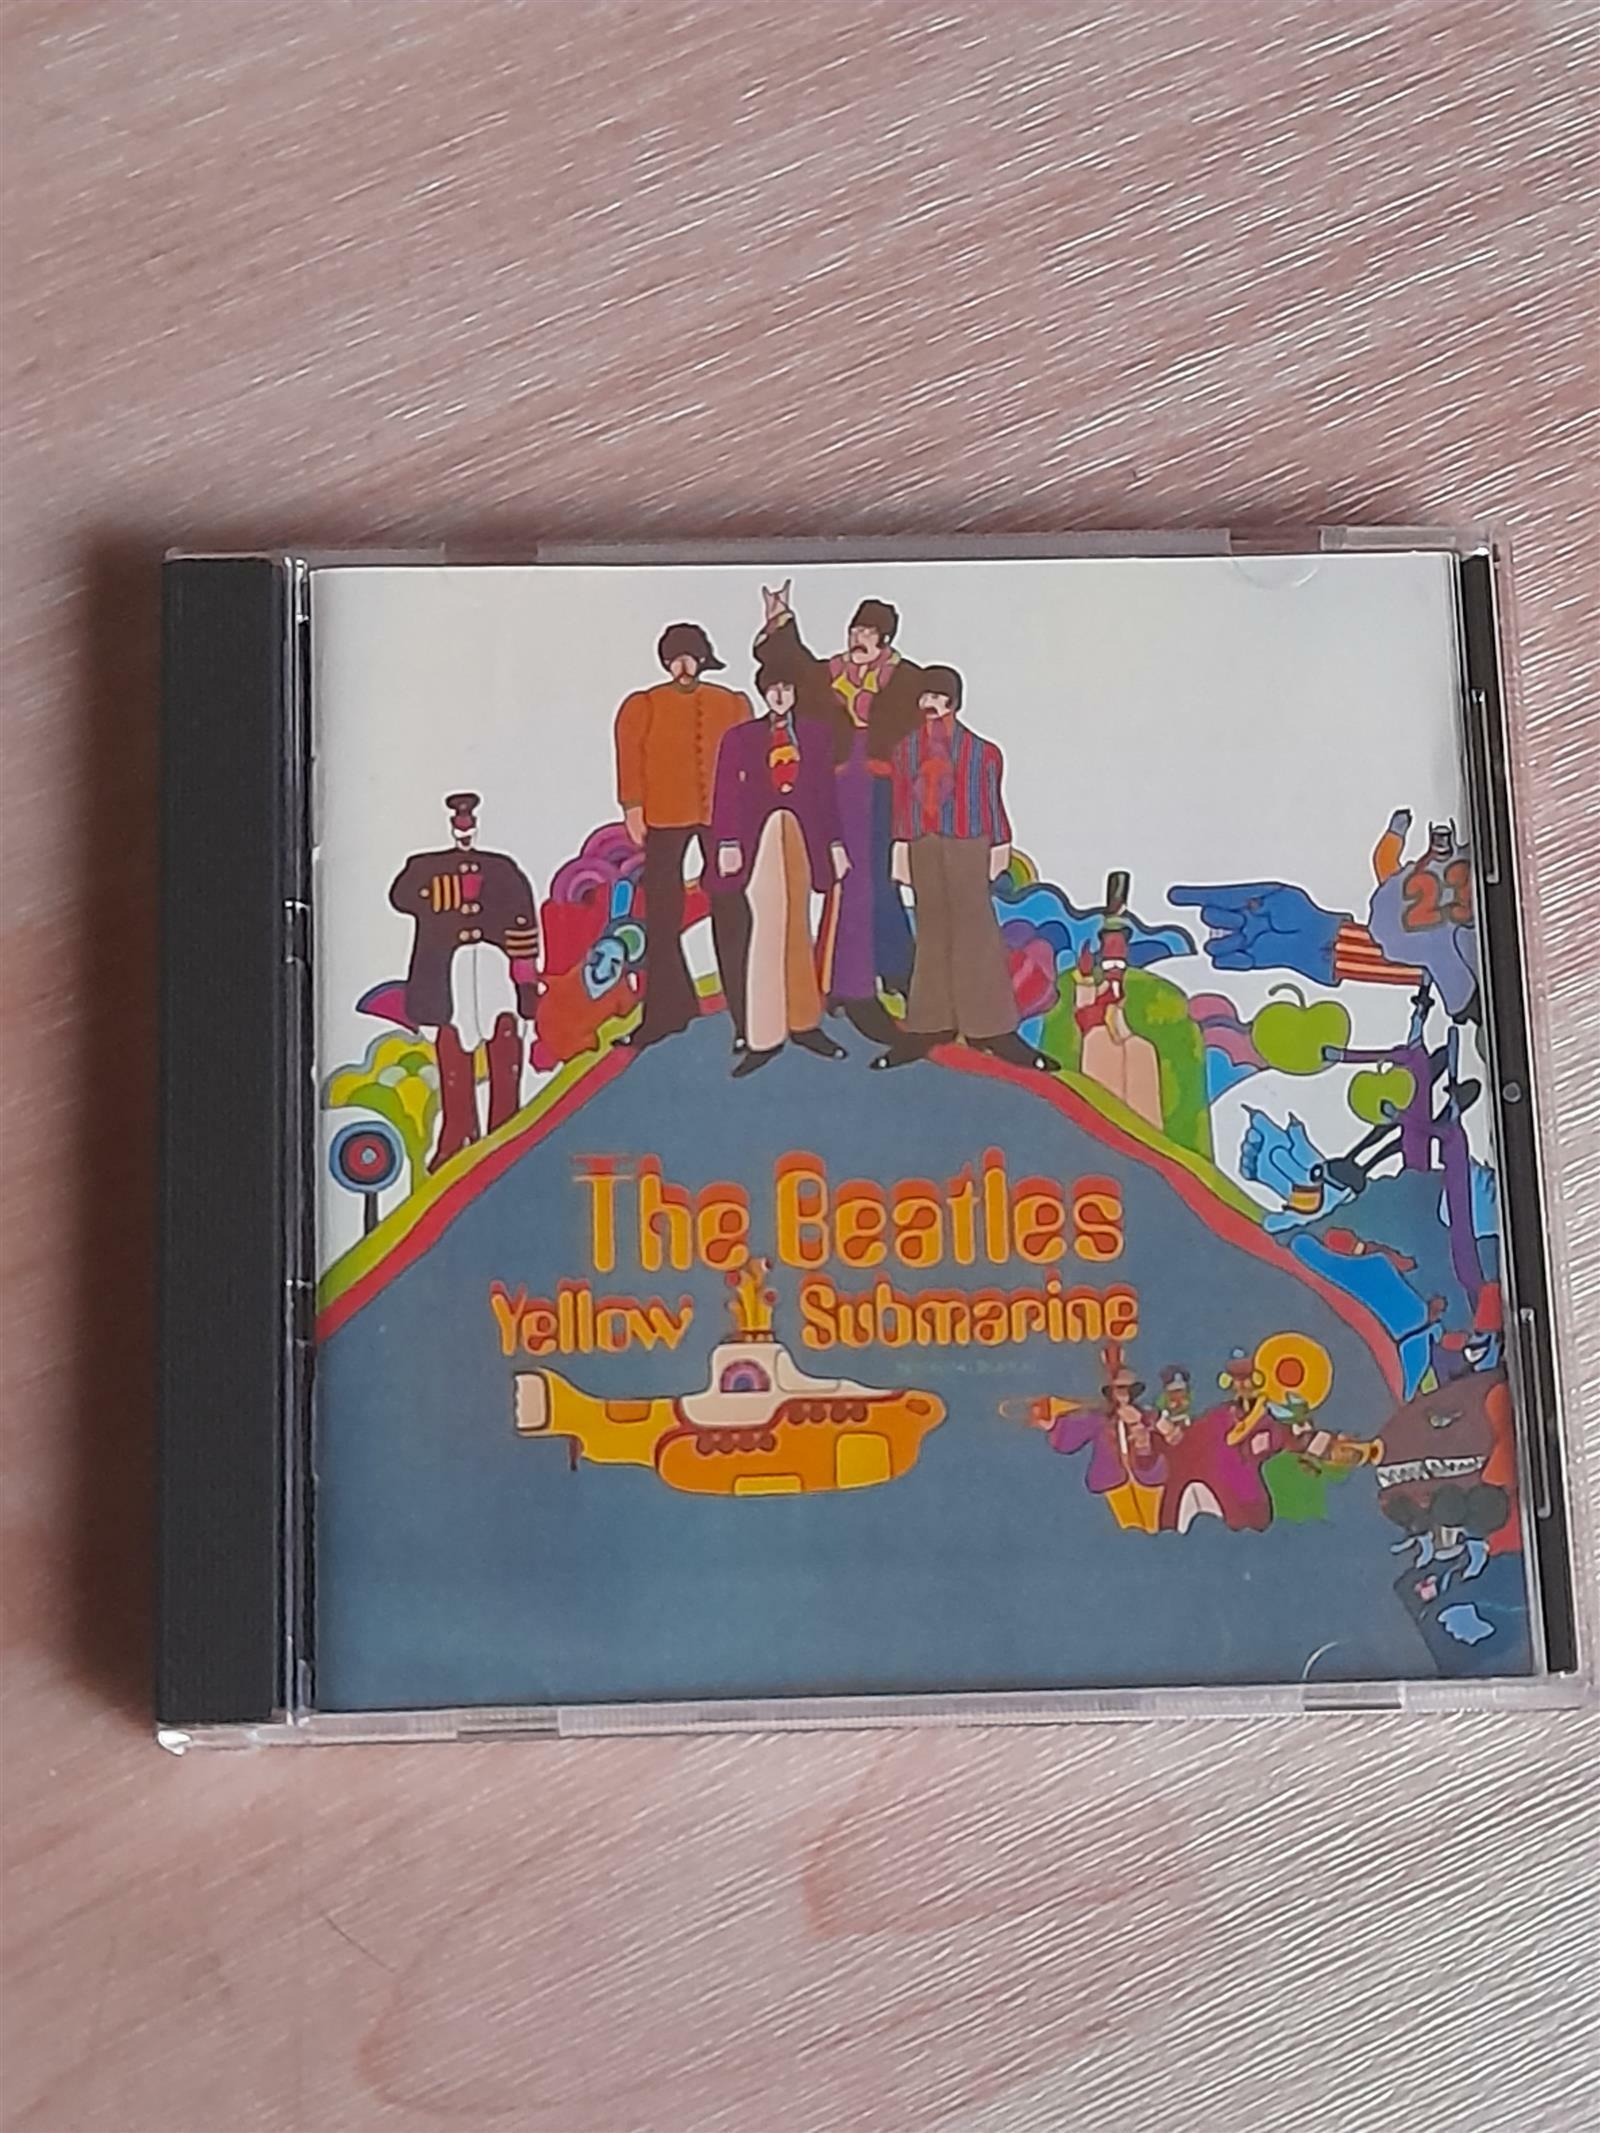 The Beatles
Yellow Submarine
23